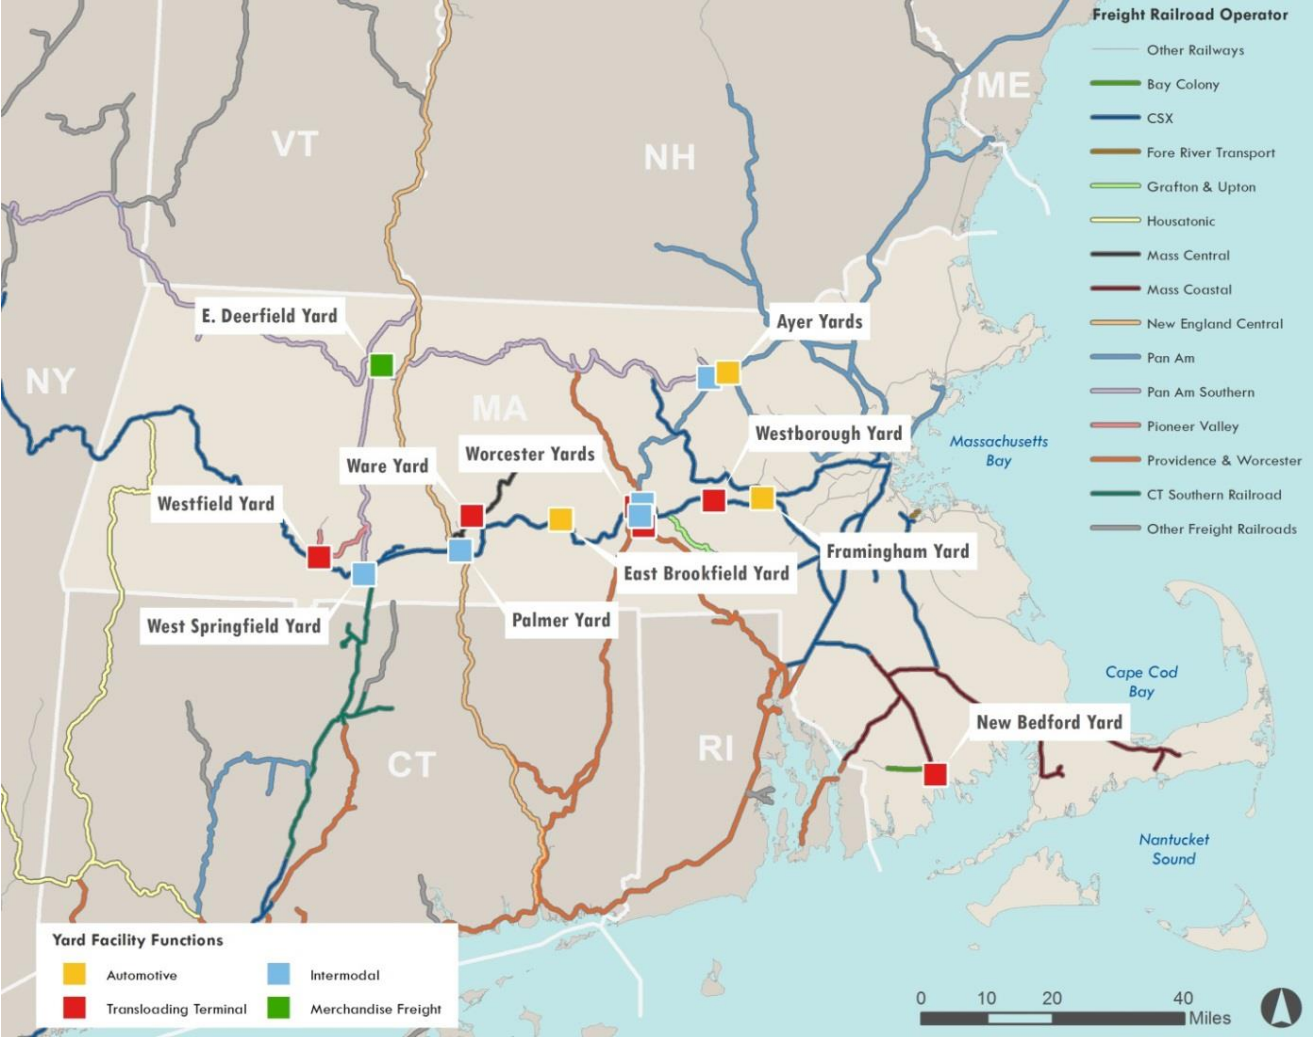 Freight Railroad Operator
Other Railways
Bay Colony
CSX
Fore River Transport
Grafton & Upton
Housatonic
Mass Central
Mass Coastal
New England Central
Pan Am
Pan Am Southern
Pioneer Valley
Providence & Worcester
CT Southern Railroad
Other Freight Railroads
ME
VT
NH
E. Deerfield Yard
Ayer Yards
NY
MA
Westborough Yard
Massachusetts
Bay
Ware Yard
Worcester Yards
Westfield Yard
Framingham Yard
East Brookfield Yard
West Springfield Yard
Palmer Yard
Cape Cod
Bay
New Bedford Yard
CT
RI
Nantucket
Sound
Yard Facility Functions
Automotive
Intermodal
Transloading Terminal
Merchandise Freight
0 10 20 40
Miles